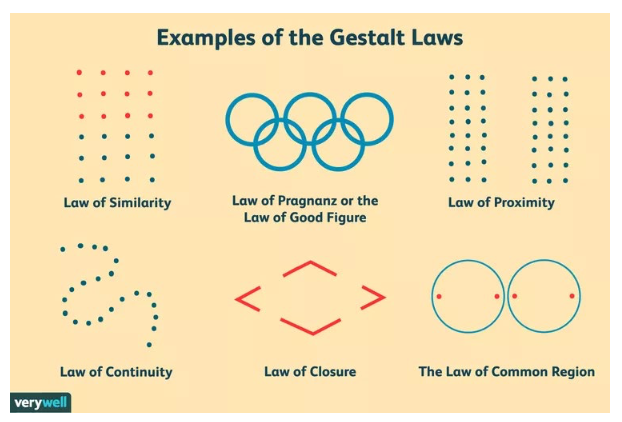 Examples of the Gestalt Laws
Law of Similarity
Law of Pragnanz or the
Law of Good Figure
Law of Proximity
Law of Continuity
Law of Closure
The Law of Common Region
verywell